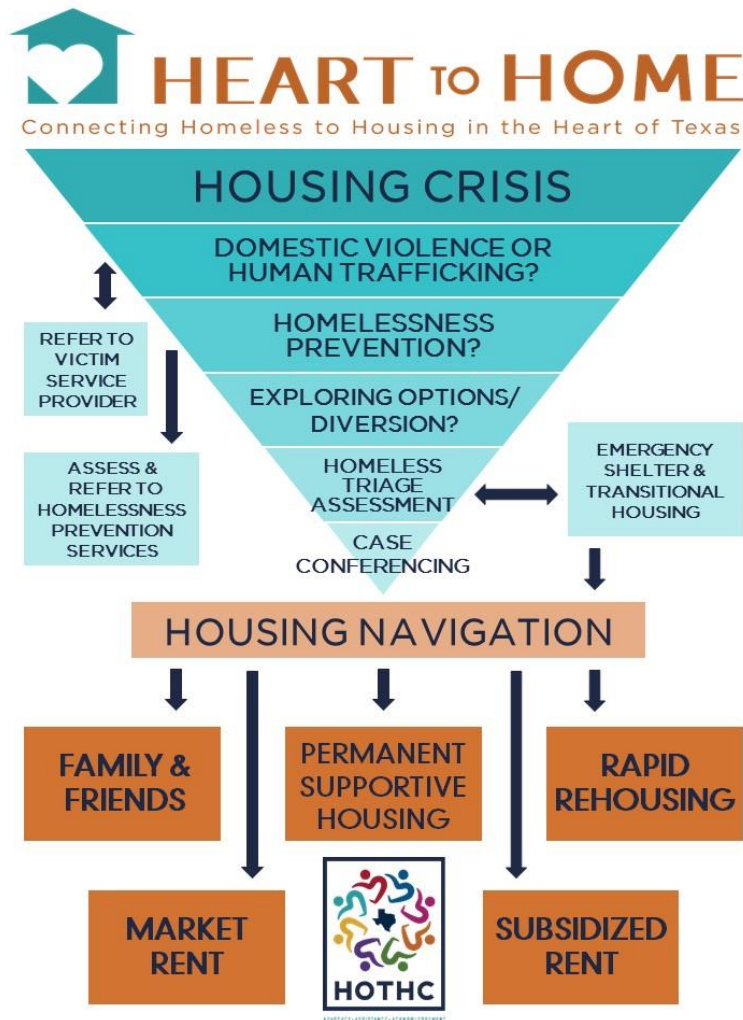 HEART TO HOME
Connecting Homeless to Housing in the Heart of Texas
HOUSING CRISIS
DOMESTIC VIOLENCE OR
HUMAN TRAFFICKING?
HOMELESSNESS
PREVENTION?
EXPLORING OPTIONS/
DIVERSION?
HOMELESS
TRIAGE
ASSESSMENT
CASE
CONFERENCING
REFER TO
VICTIM
SERVICE
PROVIDER
ASSESS &
REFER TO
HOMELESSNESS
PREVENTION
SERVICES
EMERGENCY
SHELTER &
TRANSITIONAL
HOUSING
HOUSING NAVIGATION
FAMILY &
FRIENDS
PERMANENT
SUPPORTIVE
HOUSING
RAPID
REHOUSING
MARKET
RENT
HOTHC
SUBSIDIZED
RENT